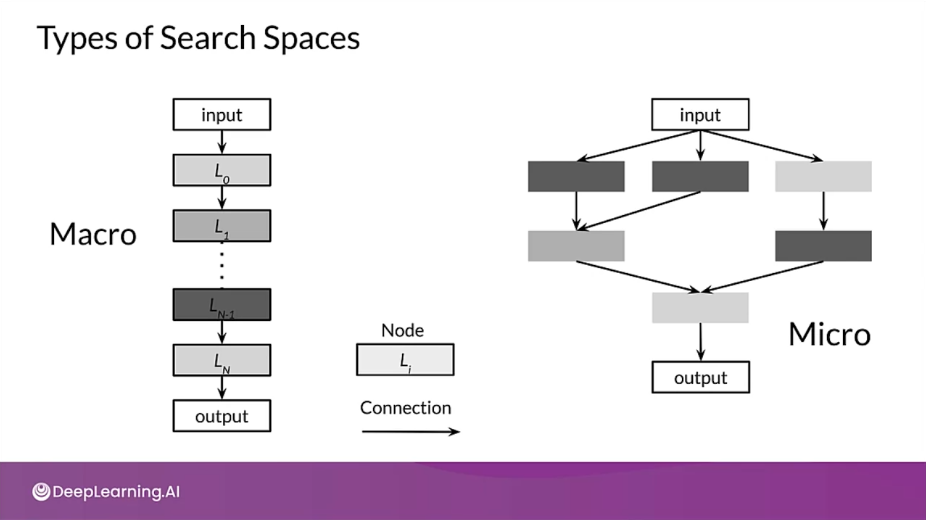 Types of Search Spaces
Macro
input
L0
L1
LN-1
LN
output
Node
Li
Connection
input
output
Micro
DeepLearning.AI